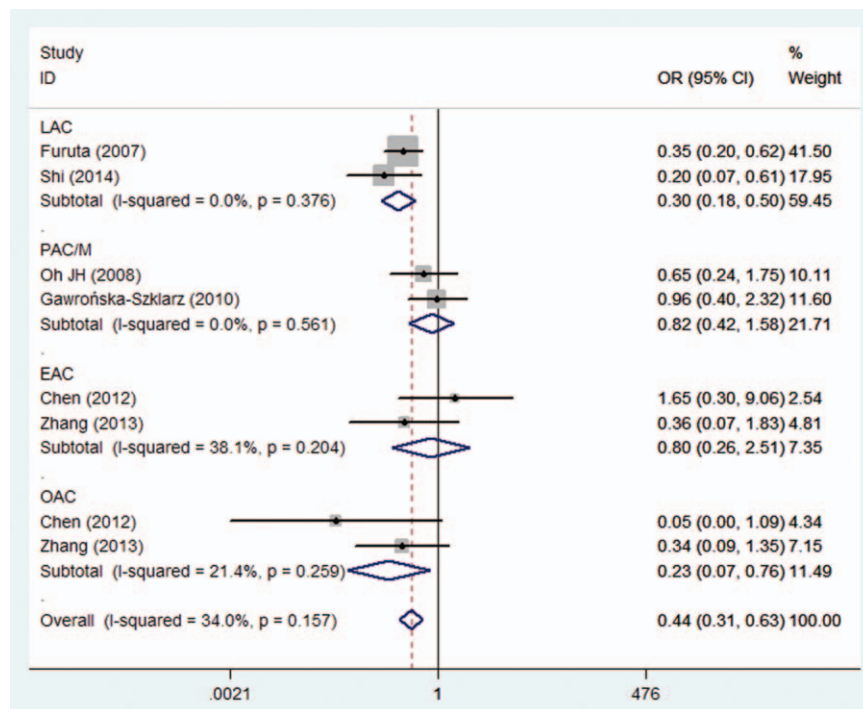 Study %
ID OR (95% CI) Weight
LAC
Furuta (2007) 0.35 (0.20, 0.62) 41.50
Shi (2014) 0.20 (0.07, 0.61) 17.95
Subtotal (I-squared = 0.0%, p = 0.376) 0.30 (0.18, 0.50) 59.45
.
PAC/M
Oh JH (2008) 0.65 (0.24, 1.75) 10.11
Gawrońska-Szklarz (2010) 0.96 (0.40, 2.32) 11.60
Subtotal (I-squared = 0.0%, p = 0.561) 0.82 (0.42, 1.58) 21.71
.
EAC
Chen (2012) 1.65 (0.30, 9.06) 2.54
Zhang (2013) 0.36 (0.07, 1.83) 4.81
Subtotal (I-squared = 38.1%, p = 0.204) 0.80 (0.26, 2.51) 7.35
.
OAC
Chen (2012) 0.05 (0.00, 1.09) 4.34
Zhang (2013) 0.34 (0.09, 1.35) 7.15
Subtotal (I-squared = 21.4%, p = 0.259) 0.23 (0.07, 0.76) 11.49
.
Overall (I-squared = 34.0%, p = 0.157) 0.44 (0.31, 0.63) 100.00
.0021 1 476